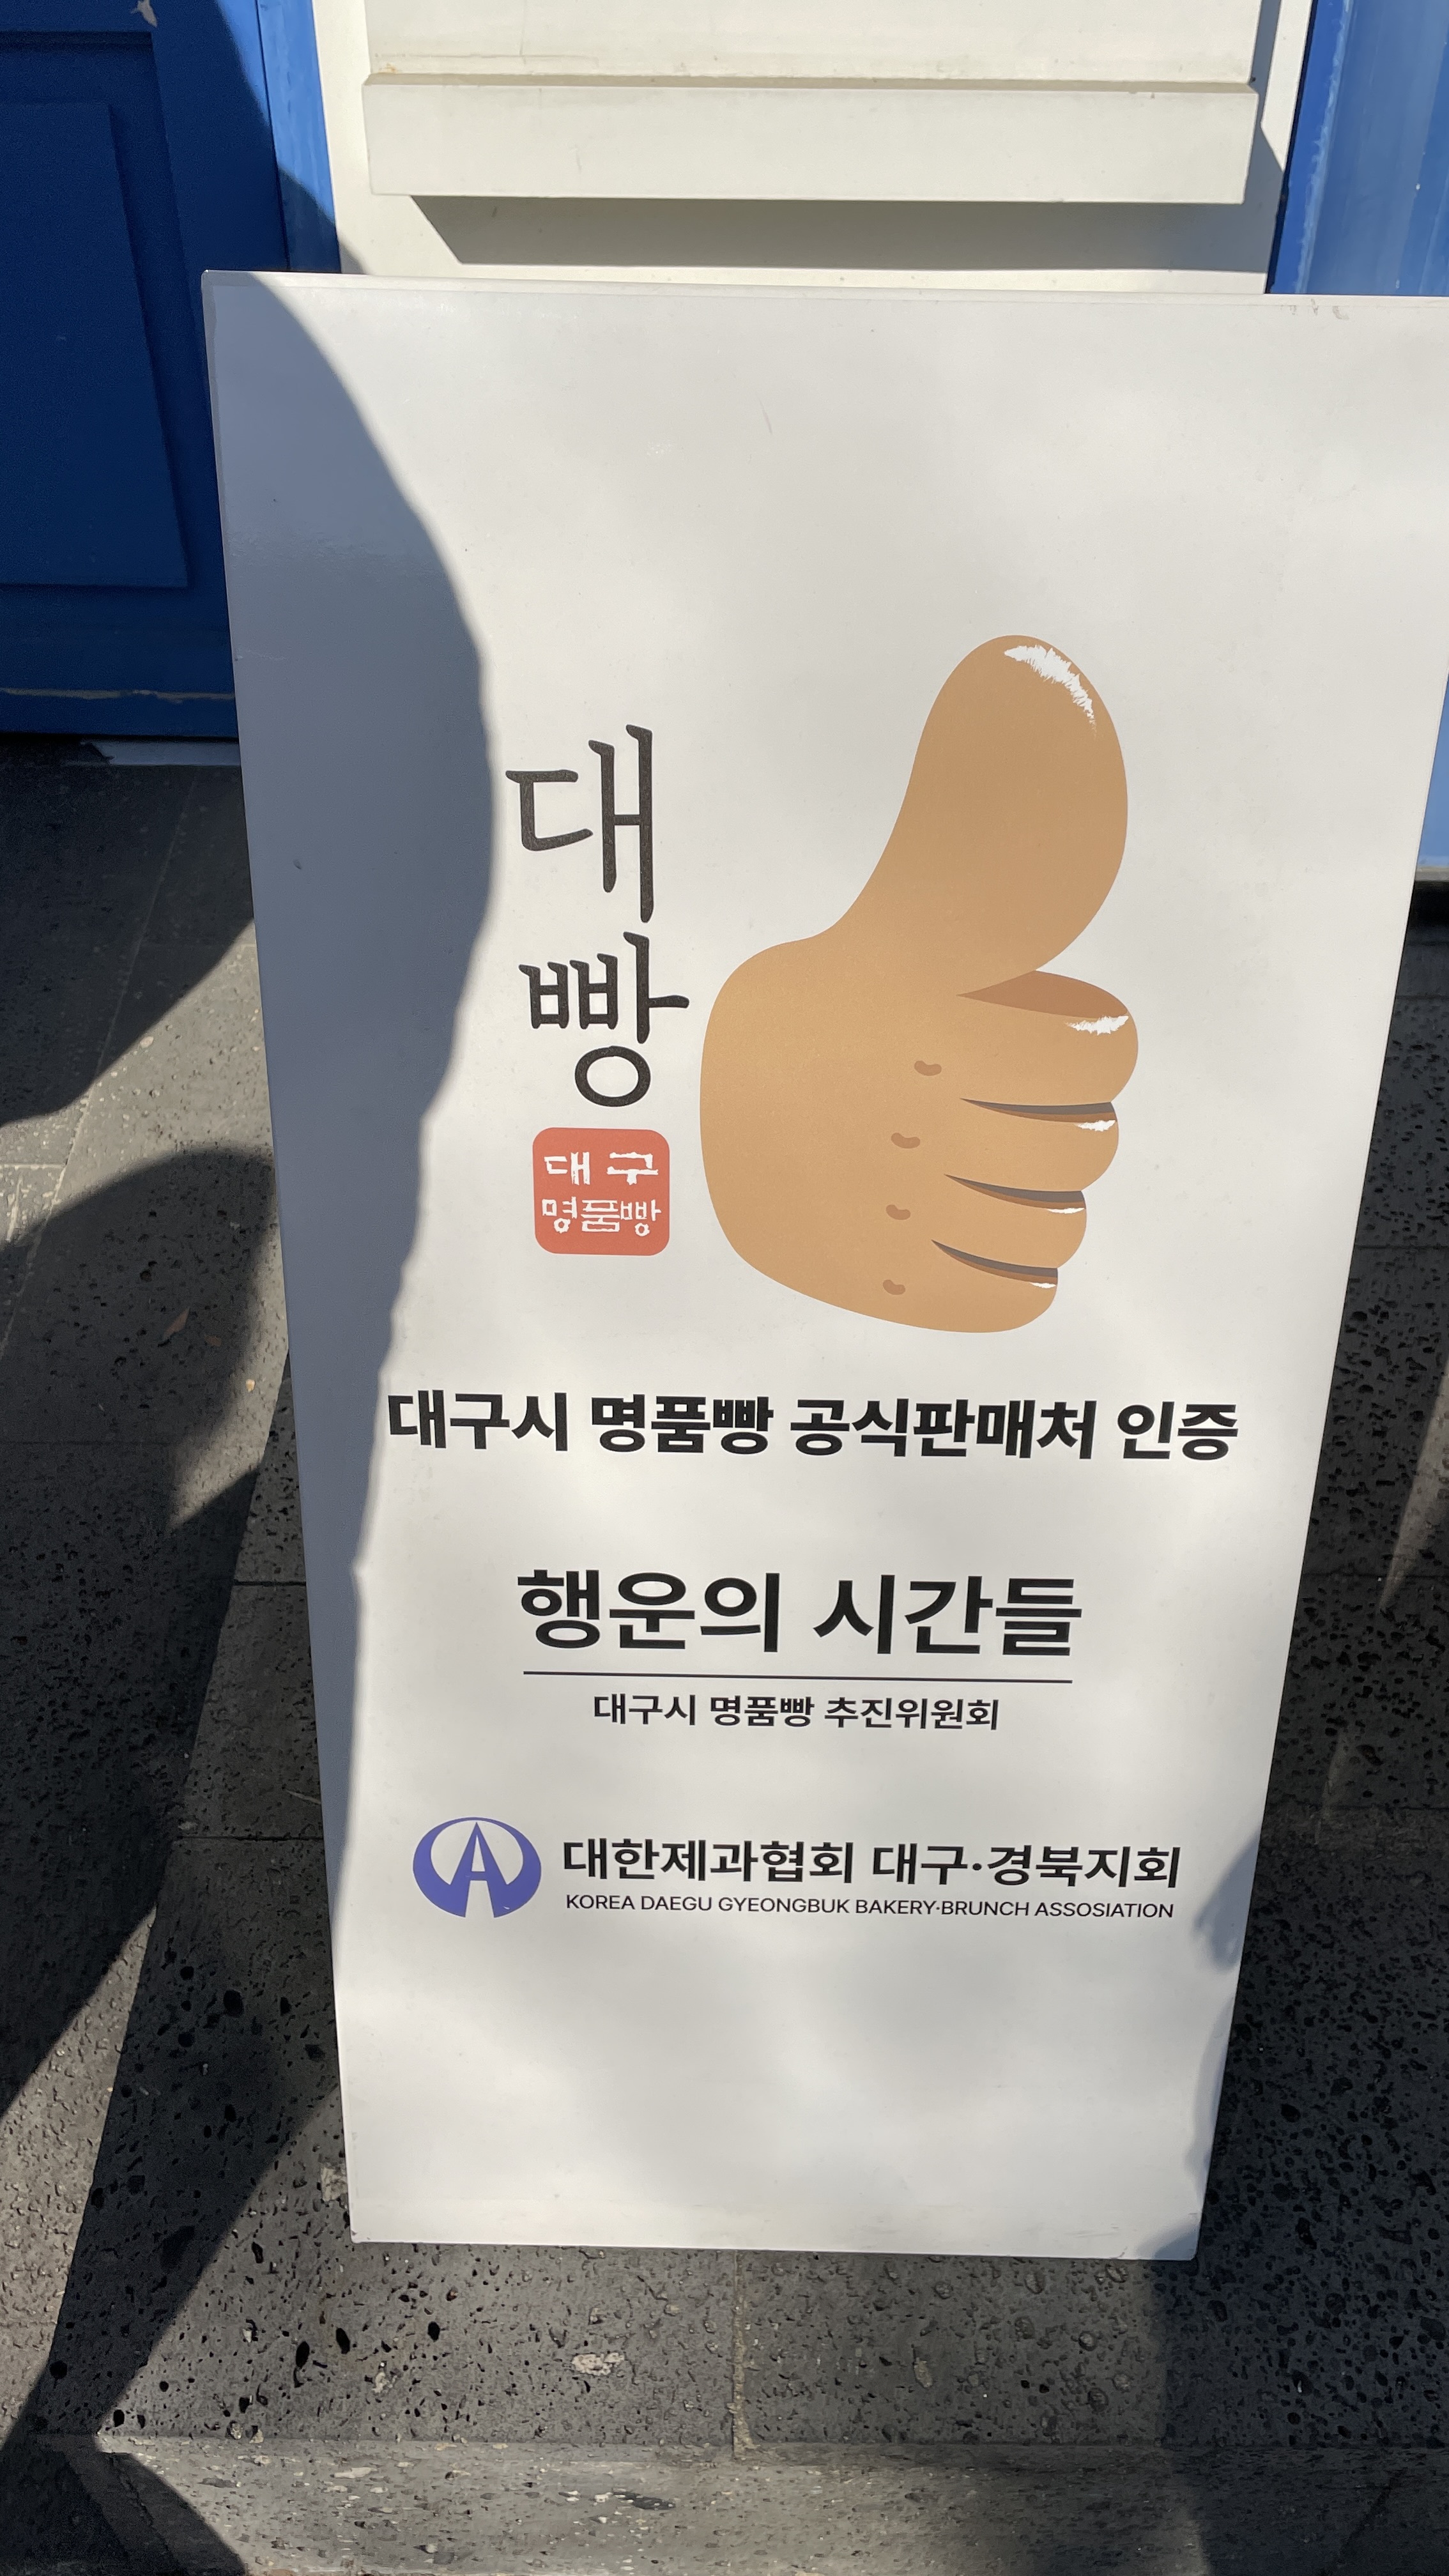 대빵
대구
명품빵
대구시 명품빵 공식판매처 인증
행운의 시간들
대구시 명품빵 추진위원회
대한제과협회 대구·경북지회
KOREA DAEGU GYEONGBUK BAKERY·BRUNCH ASSOSIATION